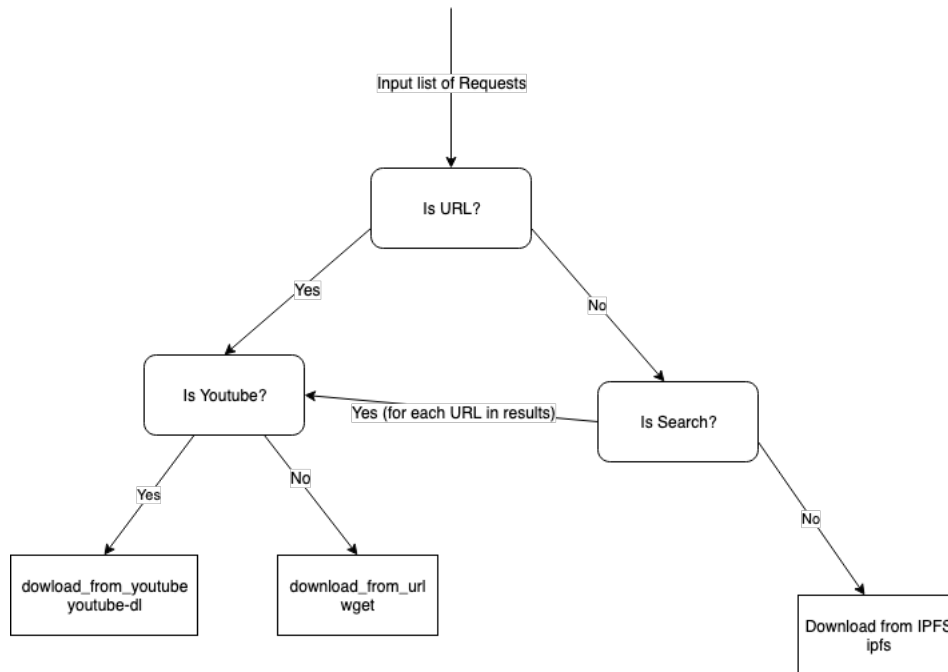 Input list of Requests
Is URL?
Yes
No
Is Youtube?
Yes (for each URL in results)
Is Search?
Yes
No
No
dowload_from_youtube
youtube-dl
download_from_url
wget
Download from IPFS
ipfs